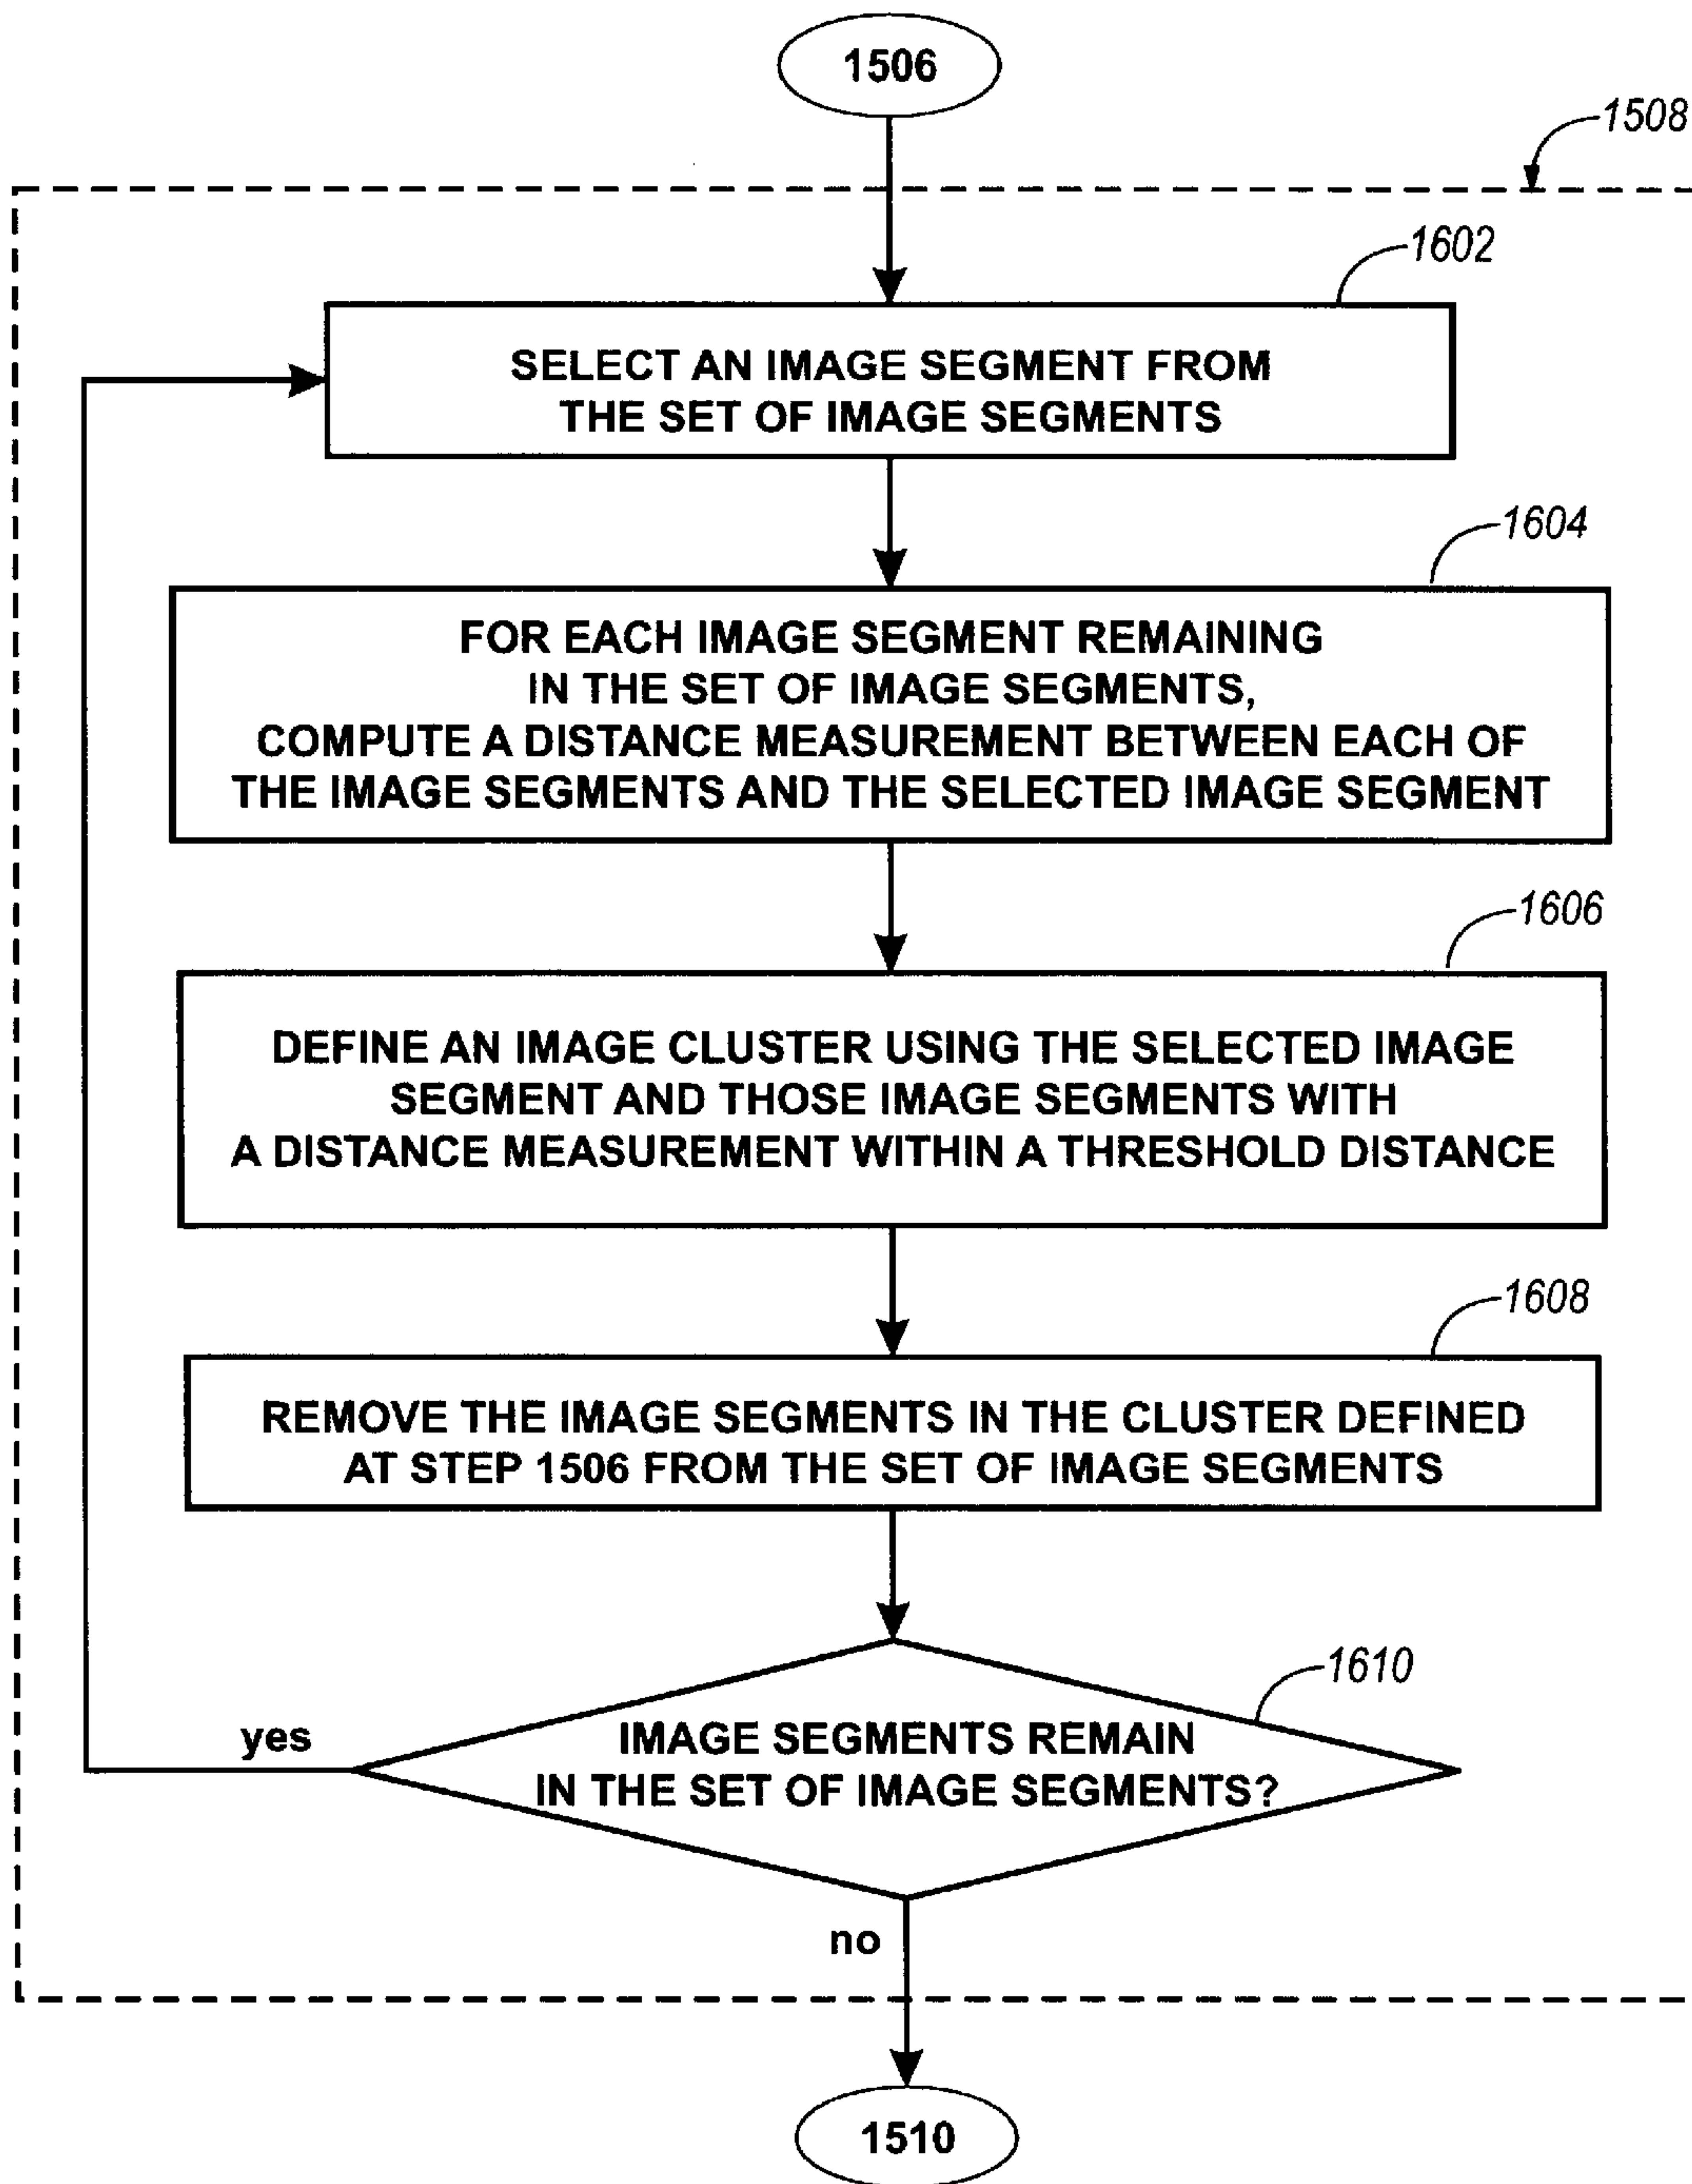 1506
1508
1602
SELECT AN IMAGE SEGMENT FROM
THE SET OF IMAGE SEGMENTS
1604
FOR EACH IMAGE SEGMENT REMAINING
IN THE SET OF IMAGE SEGMENTS,
COMPUTE A DISTANCE MEASUREMENT BETWEEN EACH OF
THE IMAGE SEGMENTS AND THE SELECTED IMAGE SEGMENT
1606
DEFINE AN IMAGE CLUSTER USING THE SELECTED IMAGE
SEGMENT AND THOSE IMAGE SEGMENTS WITH
A DISTANCE MEASUREMENT WITHIN A THRESHOLD DISTANCE
1608
REMOVE THE IMAGE SEGMENTS IN THE CLUSTER DEFINED
AT STEP 1506 FROM THE SET OF IMAGE SEGMENTS
1610
yes
IMAGE SEGMENTS REMAIN
IN THE SET OF IMAGE SEGMENTS?
no
1510